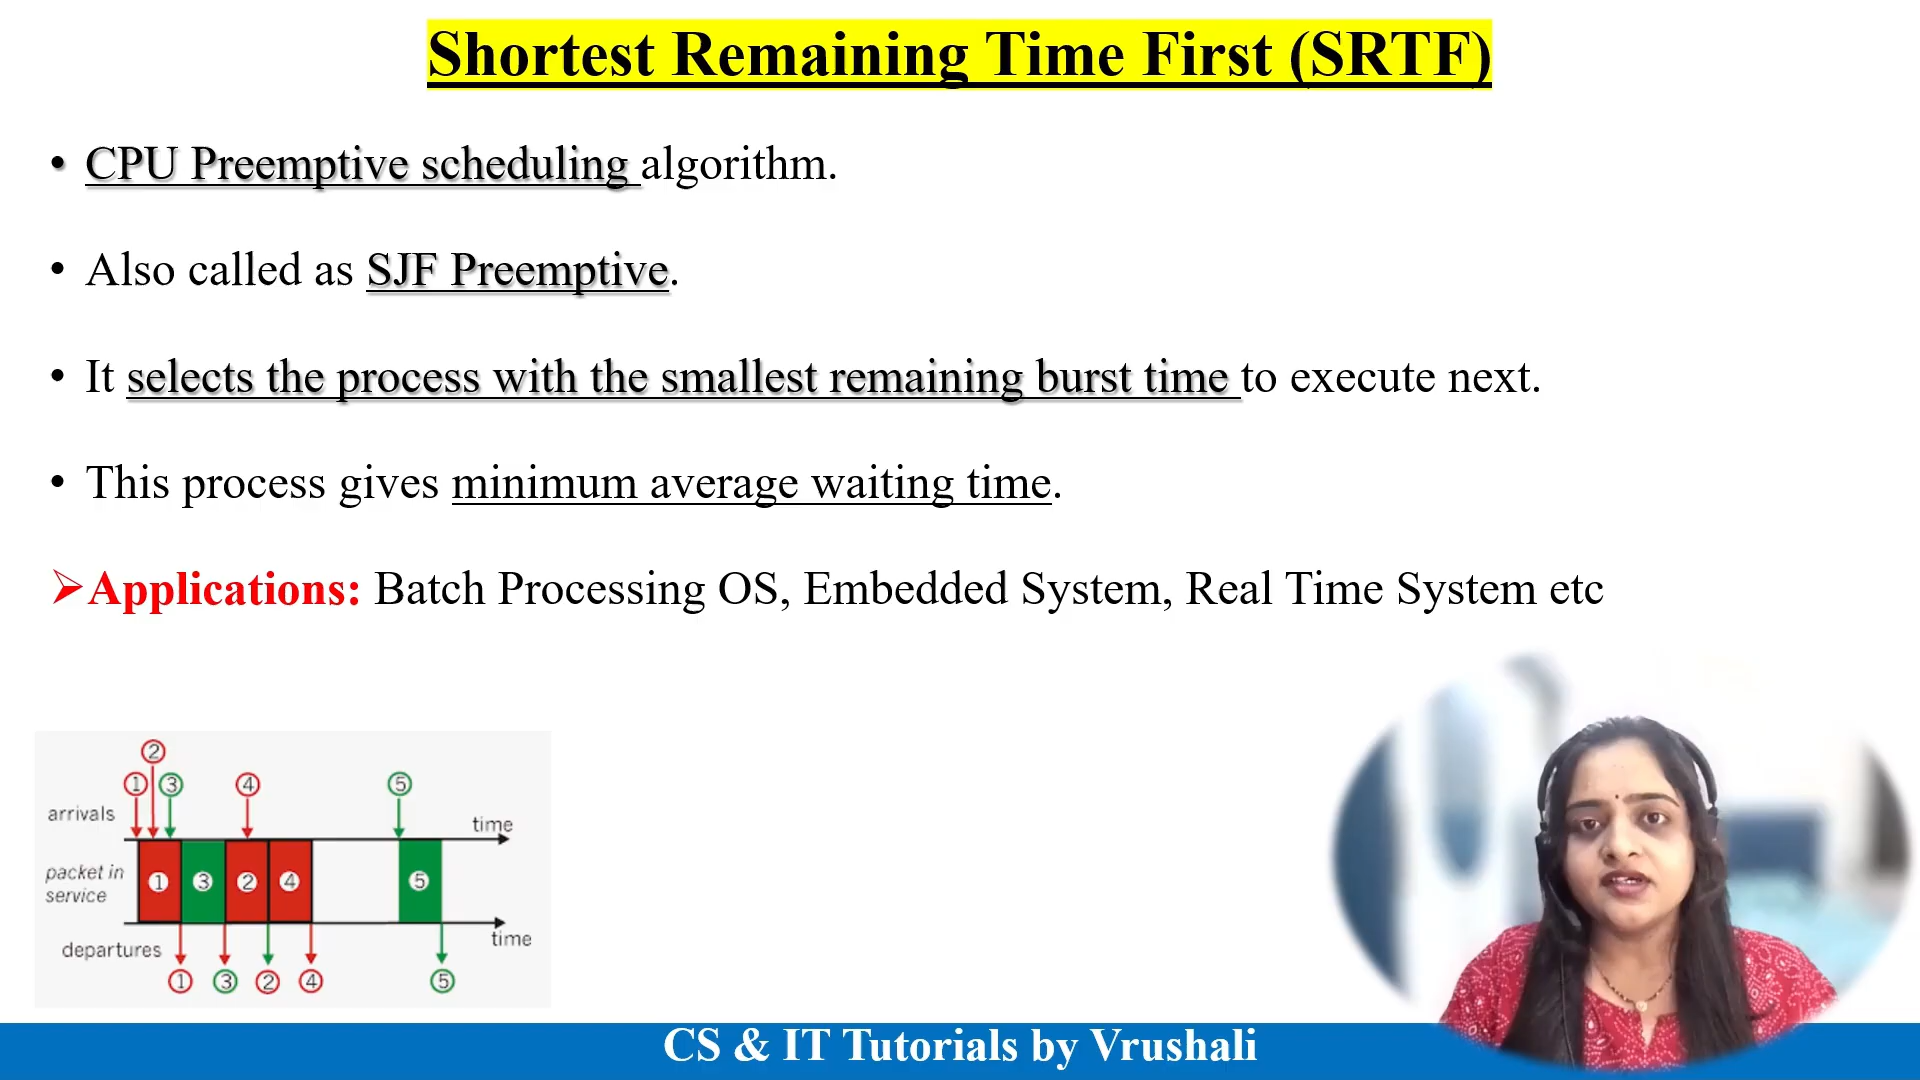 Shortest Remaining Time First (SRTF)
• CPU Preemptive scheduling algorithm.
• Also called as SJF Preemptive.
• It selects the process with the smallest remaining burst time to execute next.
• This process gives minimum average waiting time.
➢Applications: Batch Processing OS, Embedded System, Real Time System etc
2
1 3 4 5
arrivals
time
packet in
service
1 3 2 4 5
time
departures
1 3 2 4 5
CS & IT Tutorials by Vrushali